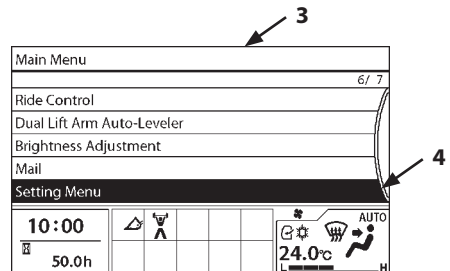 3
Main Menu
6/ 7
Ride Control
Dual Lift Arm Auto-Leveler
Brightness Adjustment
Mail
4
Setting Menu
10:00
AUTO
50.0h
24.0°C
L H